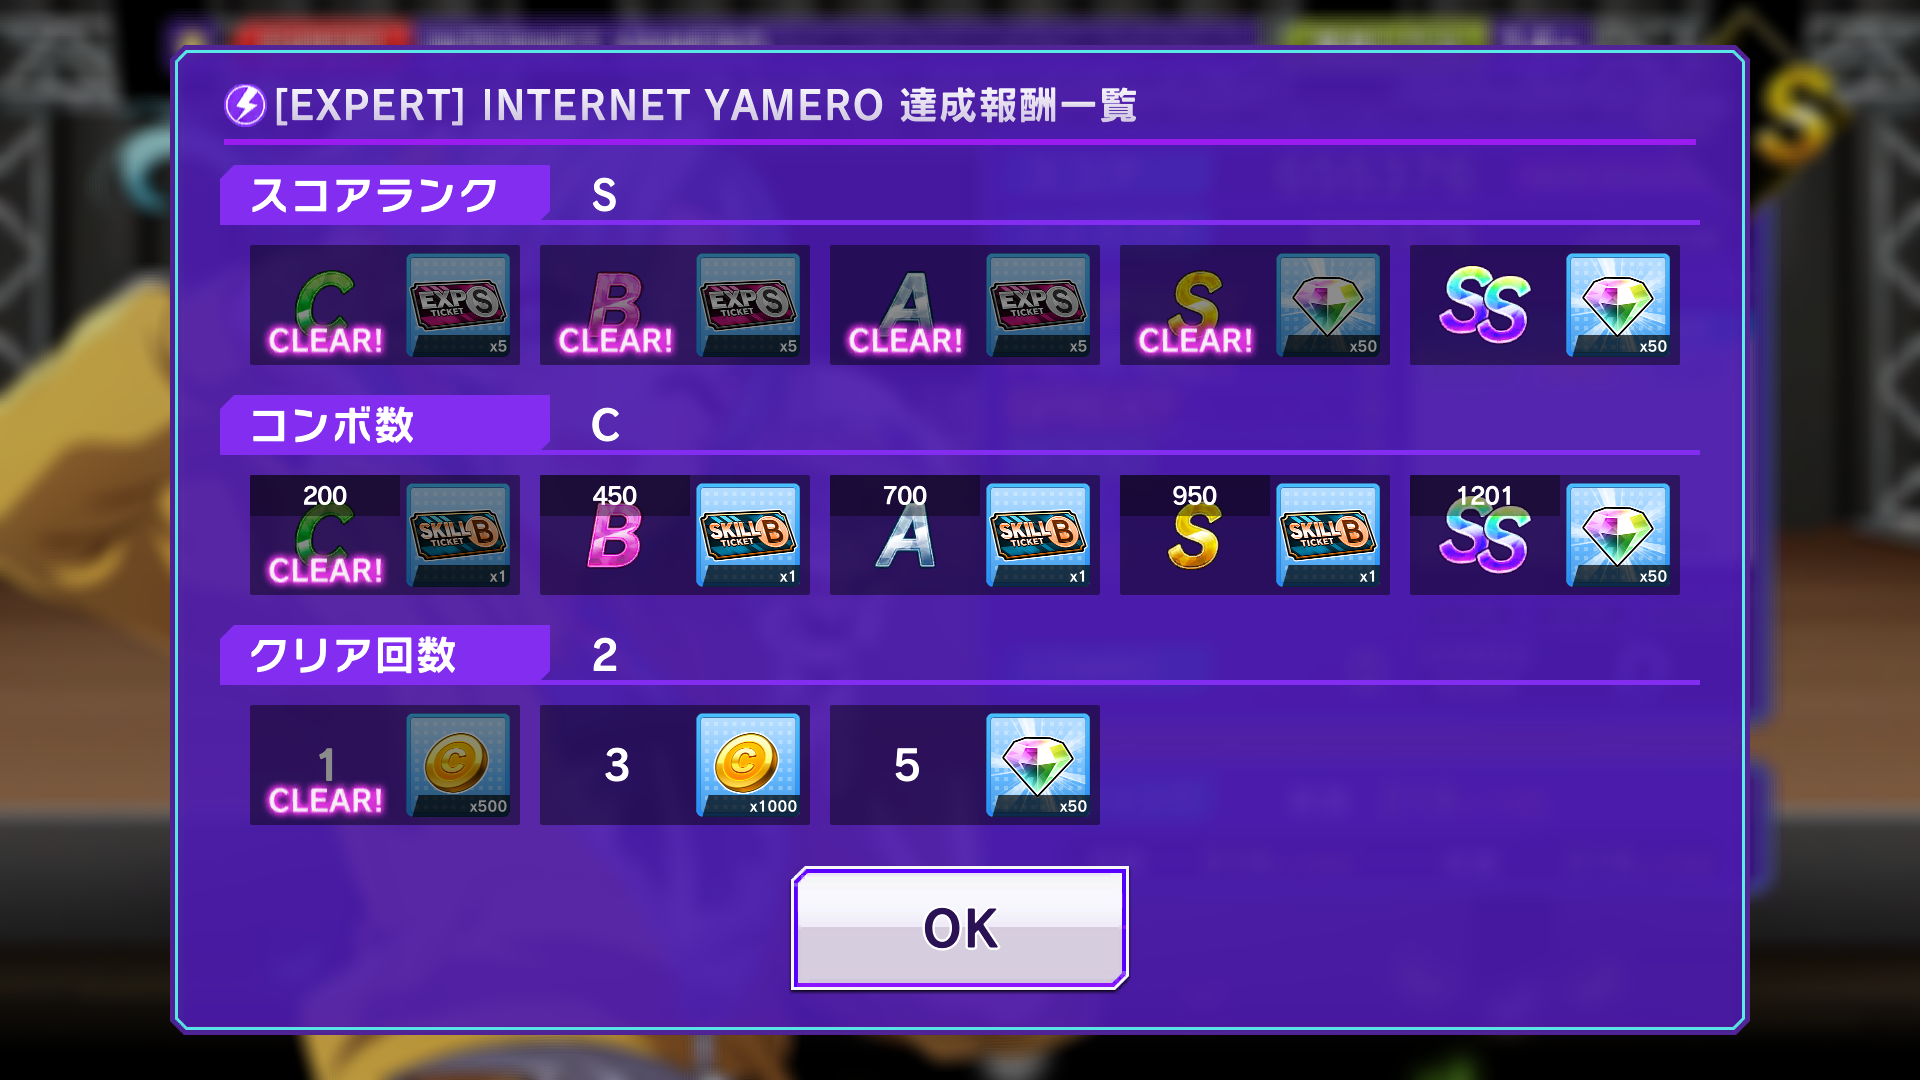 [EXPERT] INTERNET YAMERO 達成報酬一覧
スコアランク S
C CLEAR! EXP S TICKET x5
B CLEAR! EXP S TICKET x5
A CLEAR! EXP S TICKET x5
S CLEAR! x50
SS x50
コンボ数 C
200 C CLEAR! SKILL B TICKET x1
450 B SKILL B TICKET x1
700 A SKILL B TICKET x1
950 S SKILL B TICKET x1
1201 SS x50
クリア回数 2
1 CLEAR! C x500
3 C x1000
5 x50
OK
S